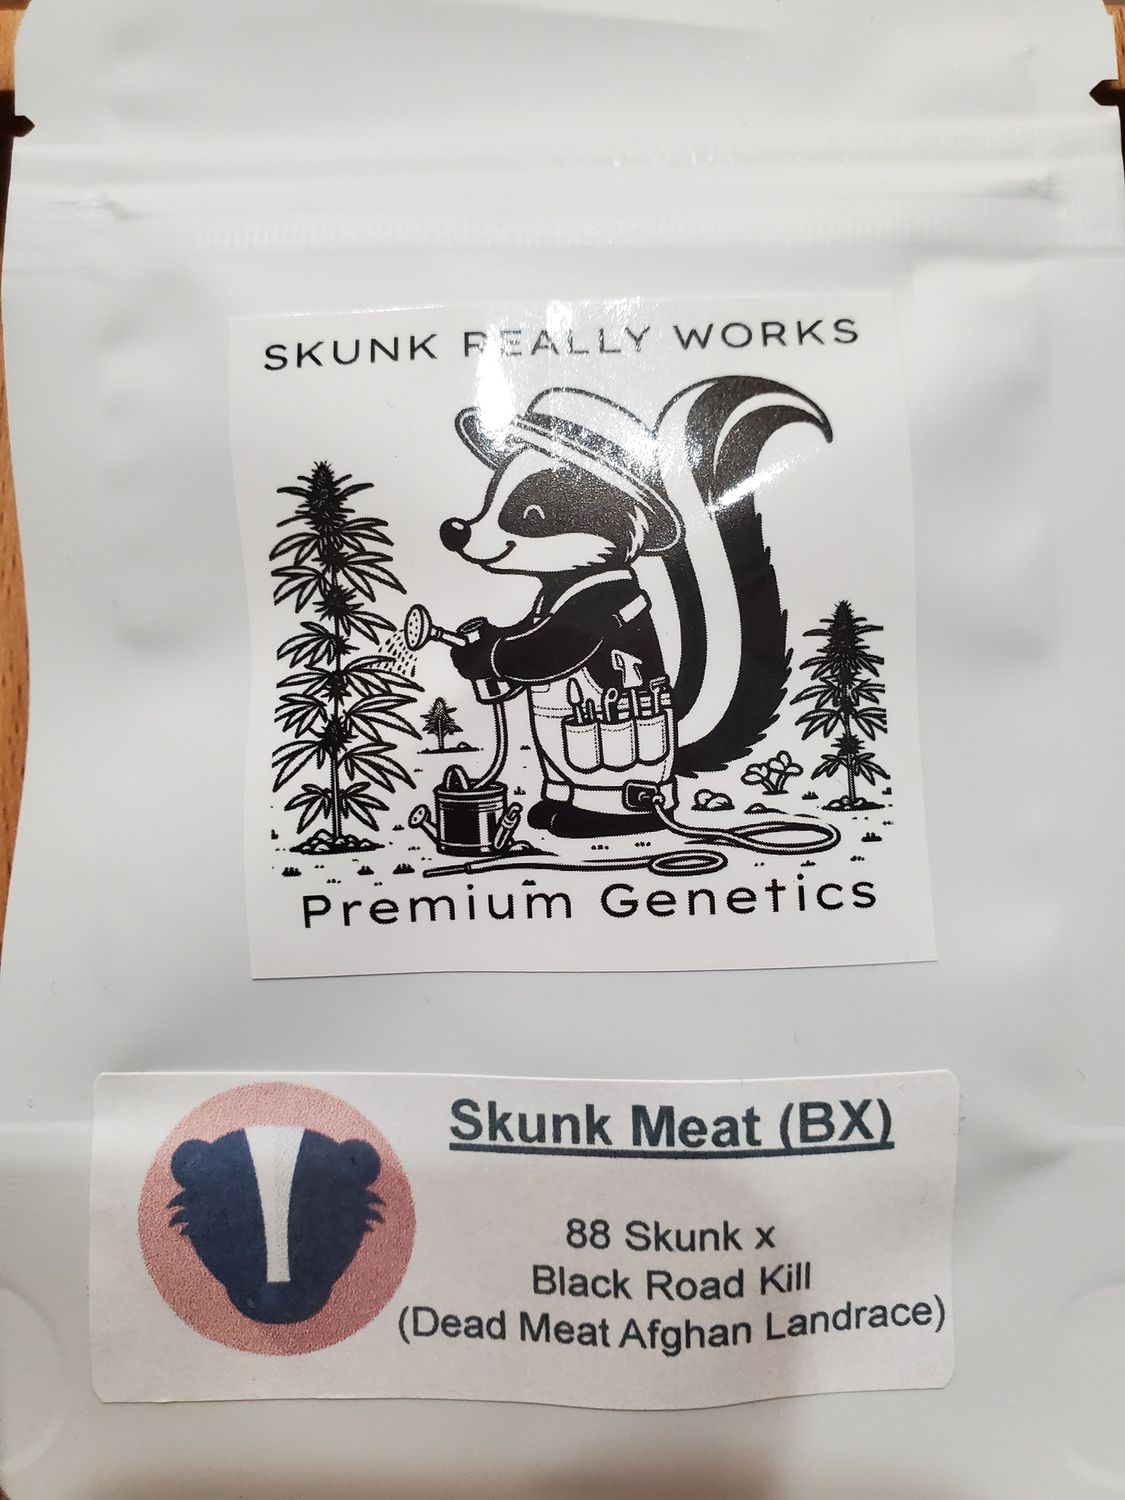 SKUNK REALLY WORKS
Premium Genetics
Skunk Meat (BX)
88 Skunk x
Black Road Kill
(Dead Meat Afghan Landrace)